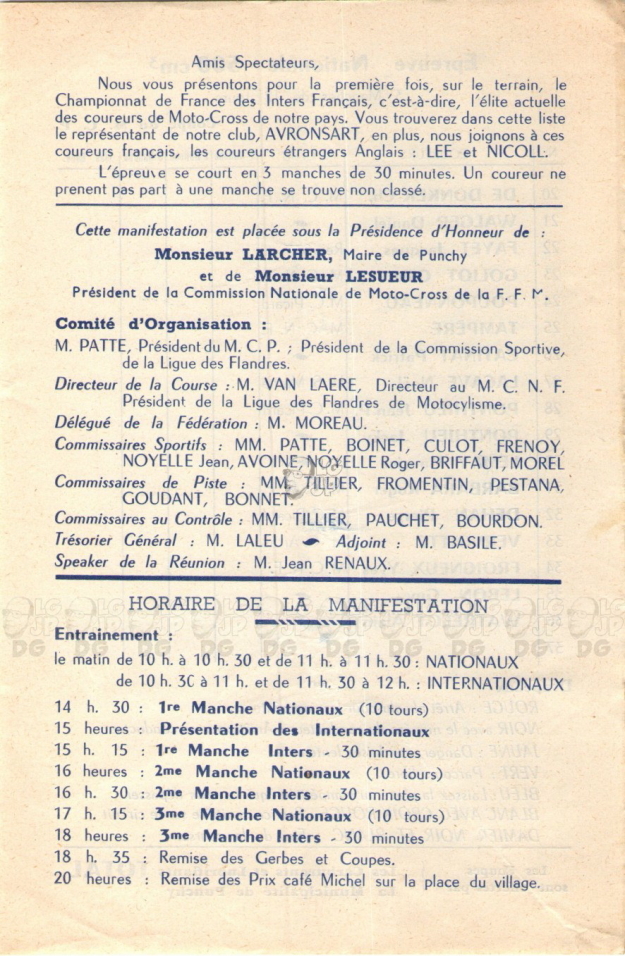 Amis Spectateurs,
Nous vous présentons pour la première fois, sur le terrain, le
Championnat de France des Inters Français, c'est-à-dire, l'élite actuelle
des coureurs de Moto-Cross de notre pays. Vous trouverez dans cette liste
le représentant de notre club, AVRONSART, en plus, nous joignons à ces
coureurs français, les coureurs étrangers Anglais : LEE et NICOLL.
L'épreuve se court en 3 manches de 30 minutes. Un coureur ne
prenent pas part à une manche se trouve non classé.
Cette manifestation est placée sous la Présidence d'Honneur de :
Monsieur LARCHER, Maire de Punchy
et de Monsieur LESUEUR
Président de la Commission Nationale de Moto-Cross de la F. F. M.
Comité d'Organisation :
M. PATTE, Président du M. C. P. ; Président de la Commission Sportive,
de la Ligue des Flandres.
Directeur de la Course : M. VAN LAERE, Directeur au M. C. N. F.
Président de la Ligue des Flandres de Motocylisme.
Délégué de la Fédération : M. MOREAU.
Commissaires Sportifs : MM. PATTE, BOINET, CULOT, FRENOY,
NOYELLE Jean, AVOINE, NOYELLE Roger, BRIFFAUT, MOREL
Commissaires de Piste : MM. TILLIER, FROMENTIN, PESTANA,
GOUDANT, BONNET.
Commissaires au Contrôle : MM. TILLIER, PAUCHET, BOURDON.
Trésorier Général : M. LALEU Adjoint : M. BASILE.
Speaker de la Réunion : M. Jean RENAUX.
HORAIRE DE LA MANIFESTATION
Entrainement :
le matin de 10 h. à 10 h. 30 et de 11 h. à 11 h. 30 : NATIONAUX
de 10 h. 30 à 11 h. et de 11 h. 30 à 12 h. : INTERNATIONAUX
14 h. 30 : 1re Manche Nationaux (10 tours)
15 heures : Présentation des Internationaux
15 h. 15 : 1re Manche Inters - 30 minutes
16 heures : 2me Manche Nationaux (10 tours)
16 h. 30 : 2me Manche Inters - 30 minutes
17 h. 15 : 3me Manche Nationaux (10 tours)
18 heures : 3me Manche Inters - 30 minutes
18 h. 35 : Remise des Gerbes et Coupes.
20 heures : Remise des Prix café Michel sur la place du village.